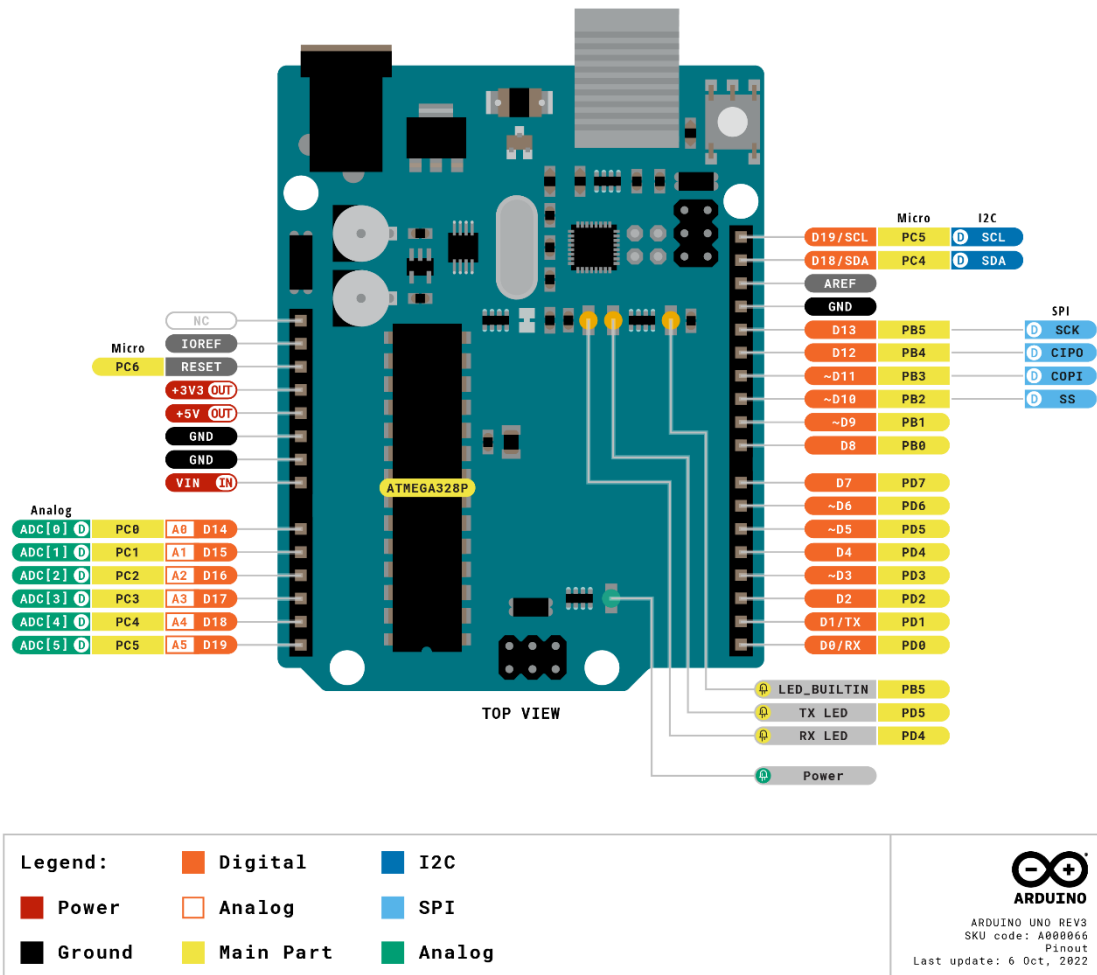 Micro I2C
D19/SCL PC5 D SCL
D18/SDA PC4 D SDA
AREF
GND
SPI
D13 PB5 D SCK
D12 PB4 D CIPO
~D11 PB3 D COPI
~D10 PB2 D SS
~D9 PB1
D8 PB0
D7 PD7
~D6 PD6
~D5 PD5
D4 PD4
~D3 PD3
D2 PD2
D1/TX PD1
D0/RX PD0
NC
IOREF
Micro
PC6 RESET
+3V3 OUT
+5V OUT
GND
GND
VIN IN
Analog
ADC[0] D PC0 A0 D14
ADC[1] D PC1 A1 D15
ADC[2] D PC2 A2 D16
ADC[3] D PC3 A3 D17
ADC[4] D PC4 A4 D18
ADC[5] D PC5 A5 D19
ATMEGA328P
LED_BUILTIN PB5
TX LED PD5
RX LED PD4
Power
TOP VIEW
Legend:
Digital
I2C
Power
Analog
SPI
Ground
Main Part
Analog
ARDUINO
ARDUINO UNO REV3
SKU code: A000066
Pinout
Last update: 6 Oct, 2022